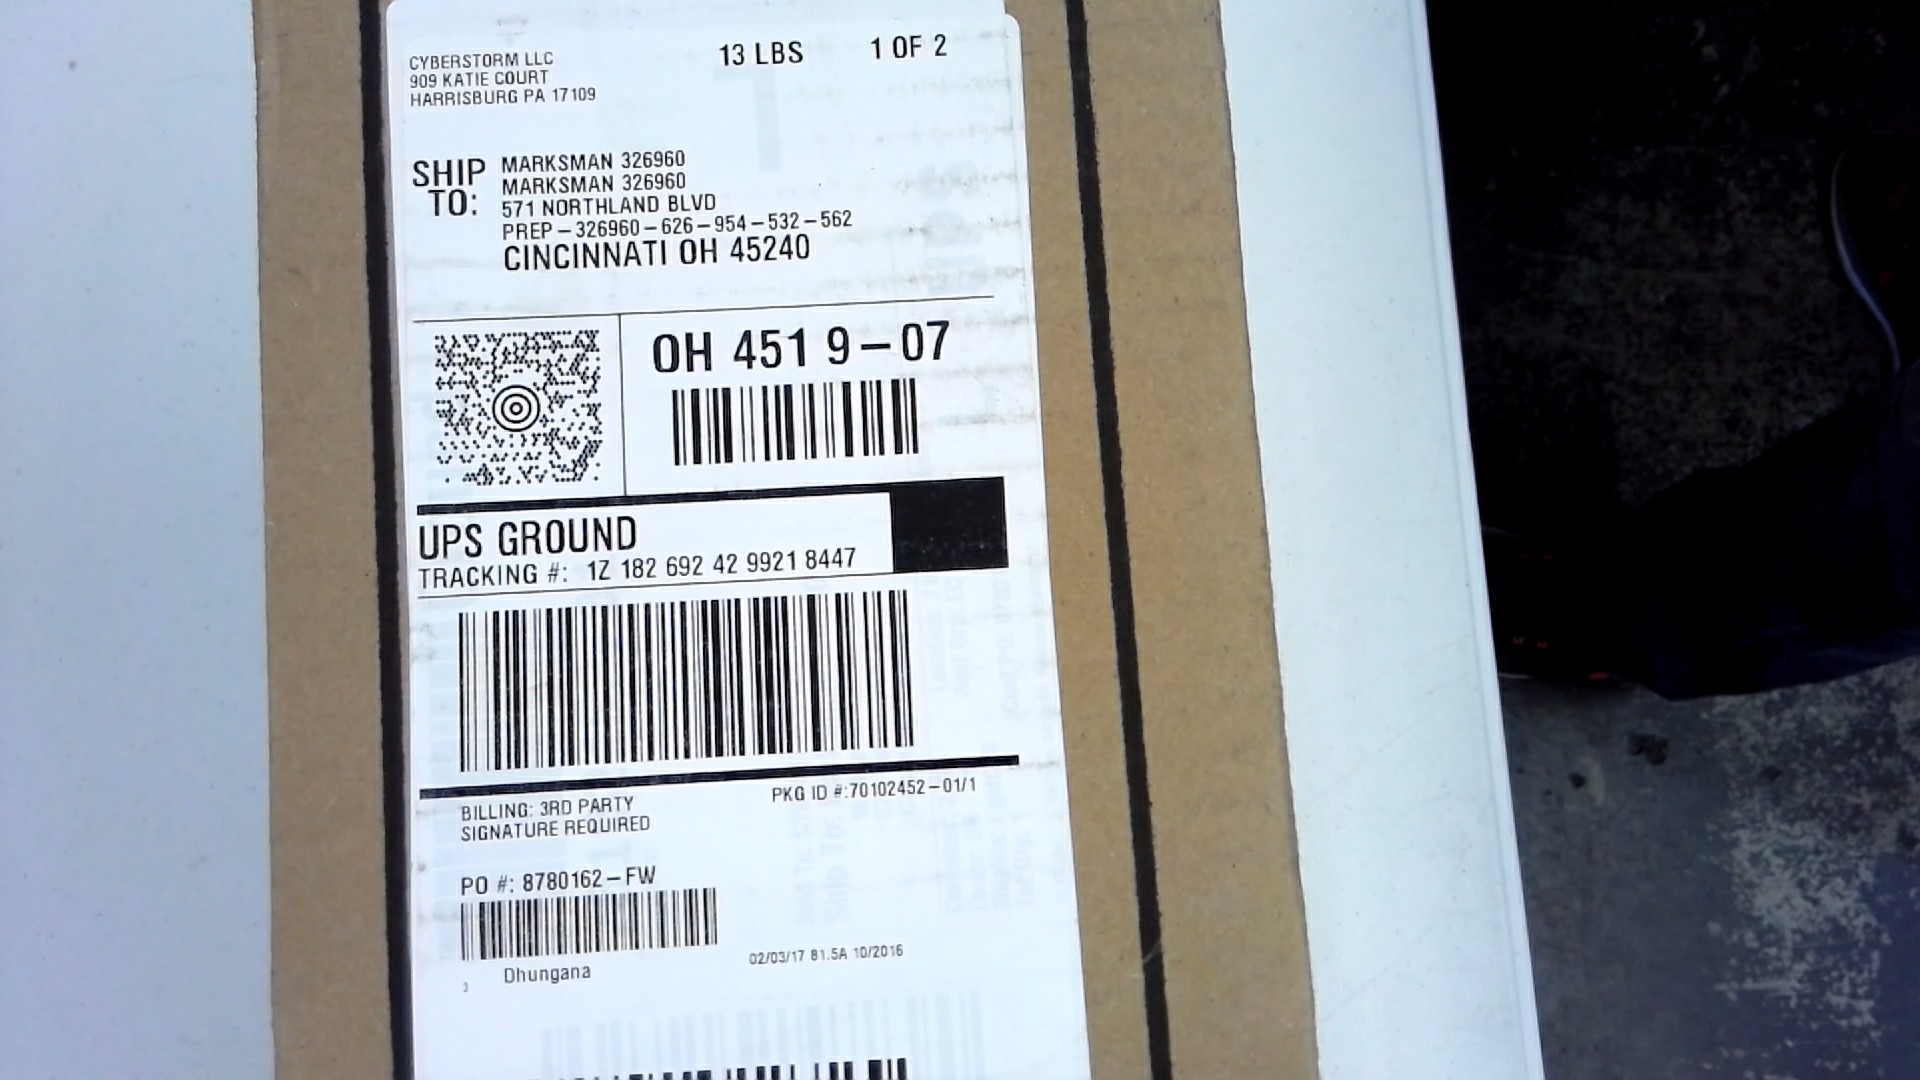 CYBERSTORM LLC
909 KATIE COURT
HARRISBURG PA 17109
13 LBS
1 OF 2
SHIP TO:
MARKSMAN 326960
MARKSMAN 326960
571 NORTHLAND BLVD
PREP-326960-626-954-532-562
CINCINNATI OH 45240
OH 451 9-07
UPS GROUND
TRACKING #: 1Z 182 692 42 9921 8447
BILLING: 3RD PARTY
SIGNATURE REQUIRED
PKG ID #:70102452-01/1
PO #: 8780162-FW
Dhungana
3
02/03/17 81.5A 10/2016